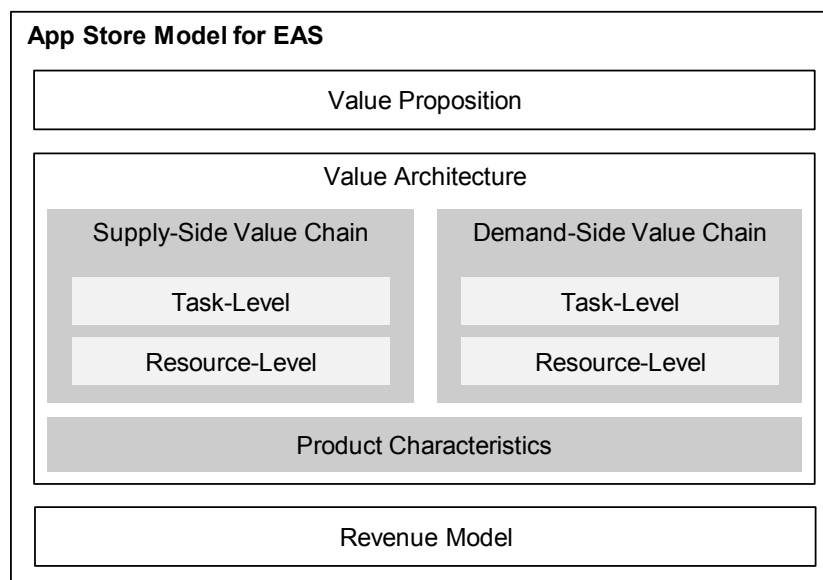 App Store Model for EAS
Value Proposition
Value Architecture
Supply-Side Value Chain
Task-Level
Resource-Level
Demand-Side Value Chain
Task-Level
Resource-Level
Product Characteristics
Revenue Model